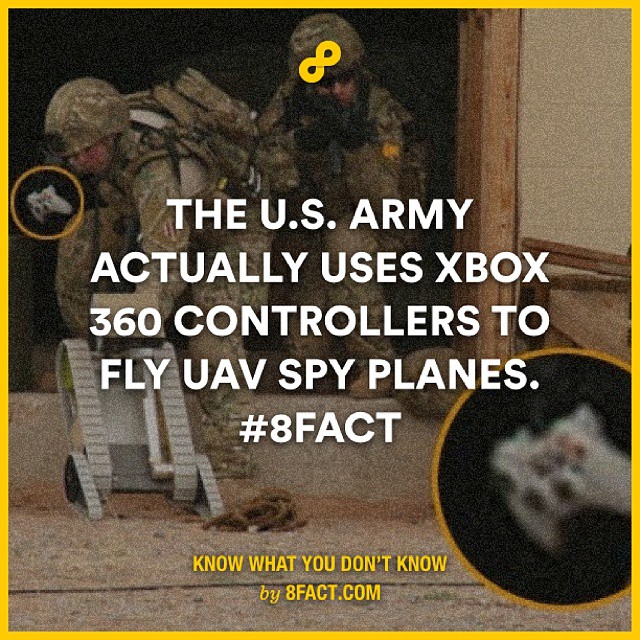 THE U.S. ARMY
ACTUALLY USES XBOX
360 CONTROLLERS TO
FLY UAV SPY PLANES.
#8FACT
KNOW WHAT YOU DON'T KNOW
by 8FACT.COM